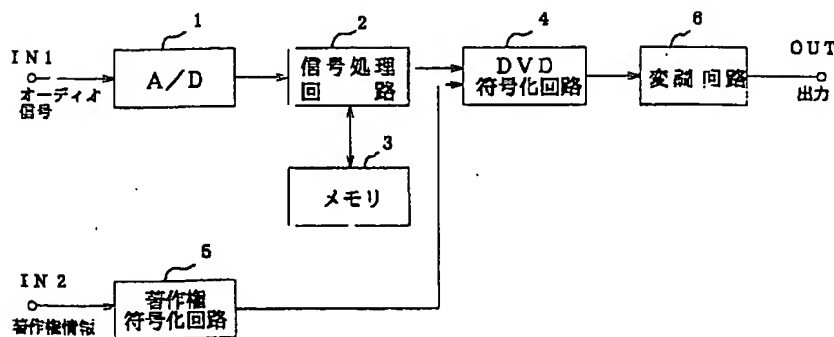 1
IN1
オーディオ
信号
A/D
2
信号処理
回路
3
メモリ
4
DVD
符号化回路
6
変調回路
OUT
出力
5
IN2
著作権情報
著作権
符号化回路